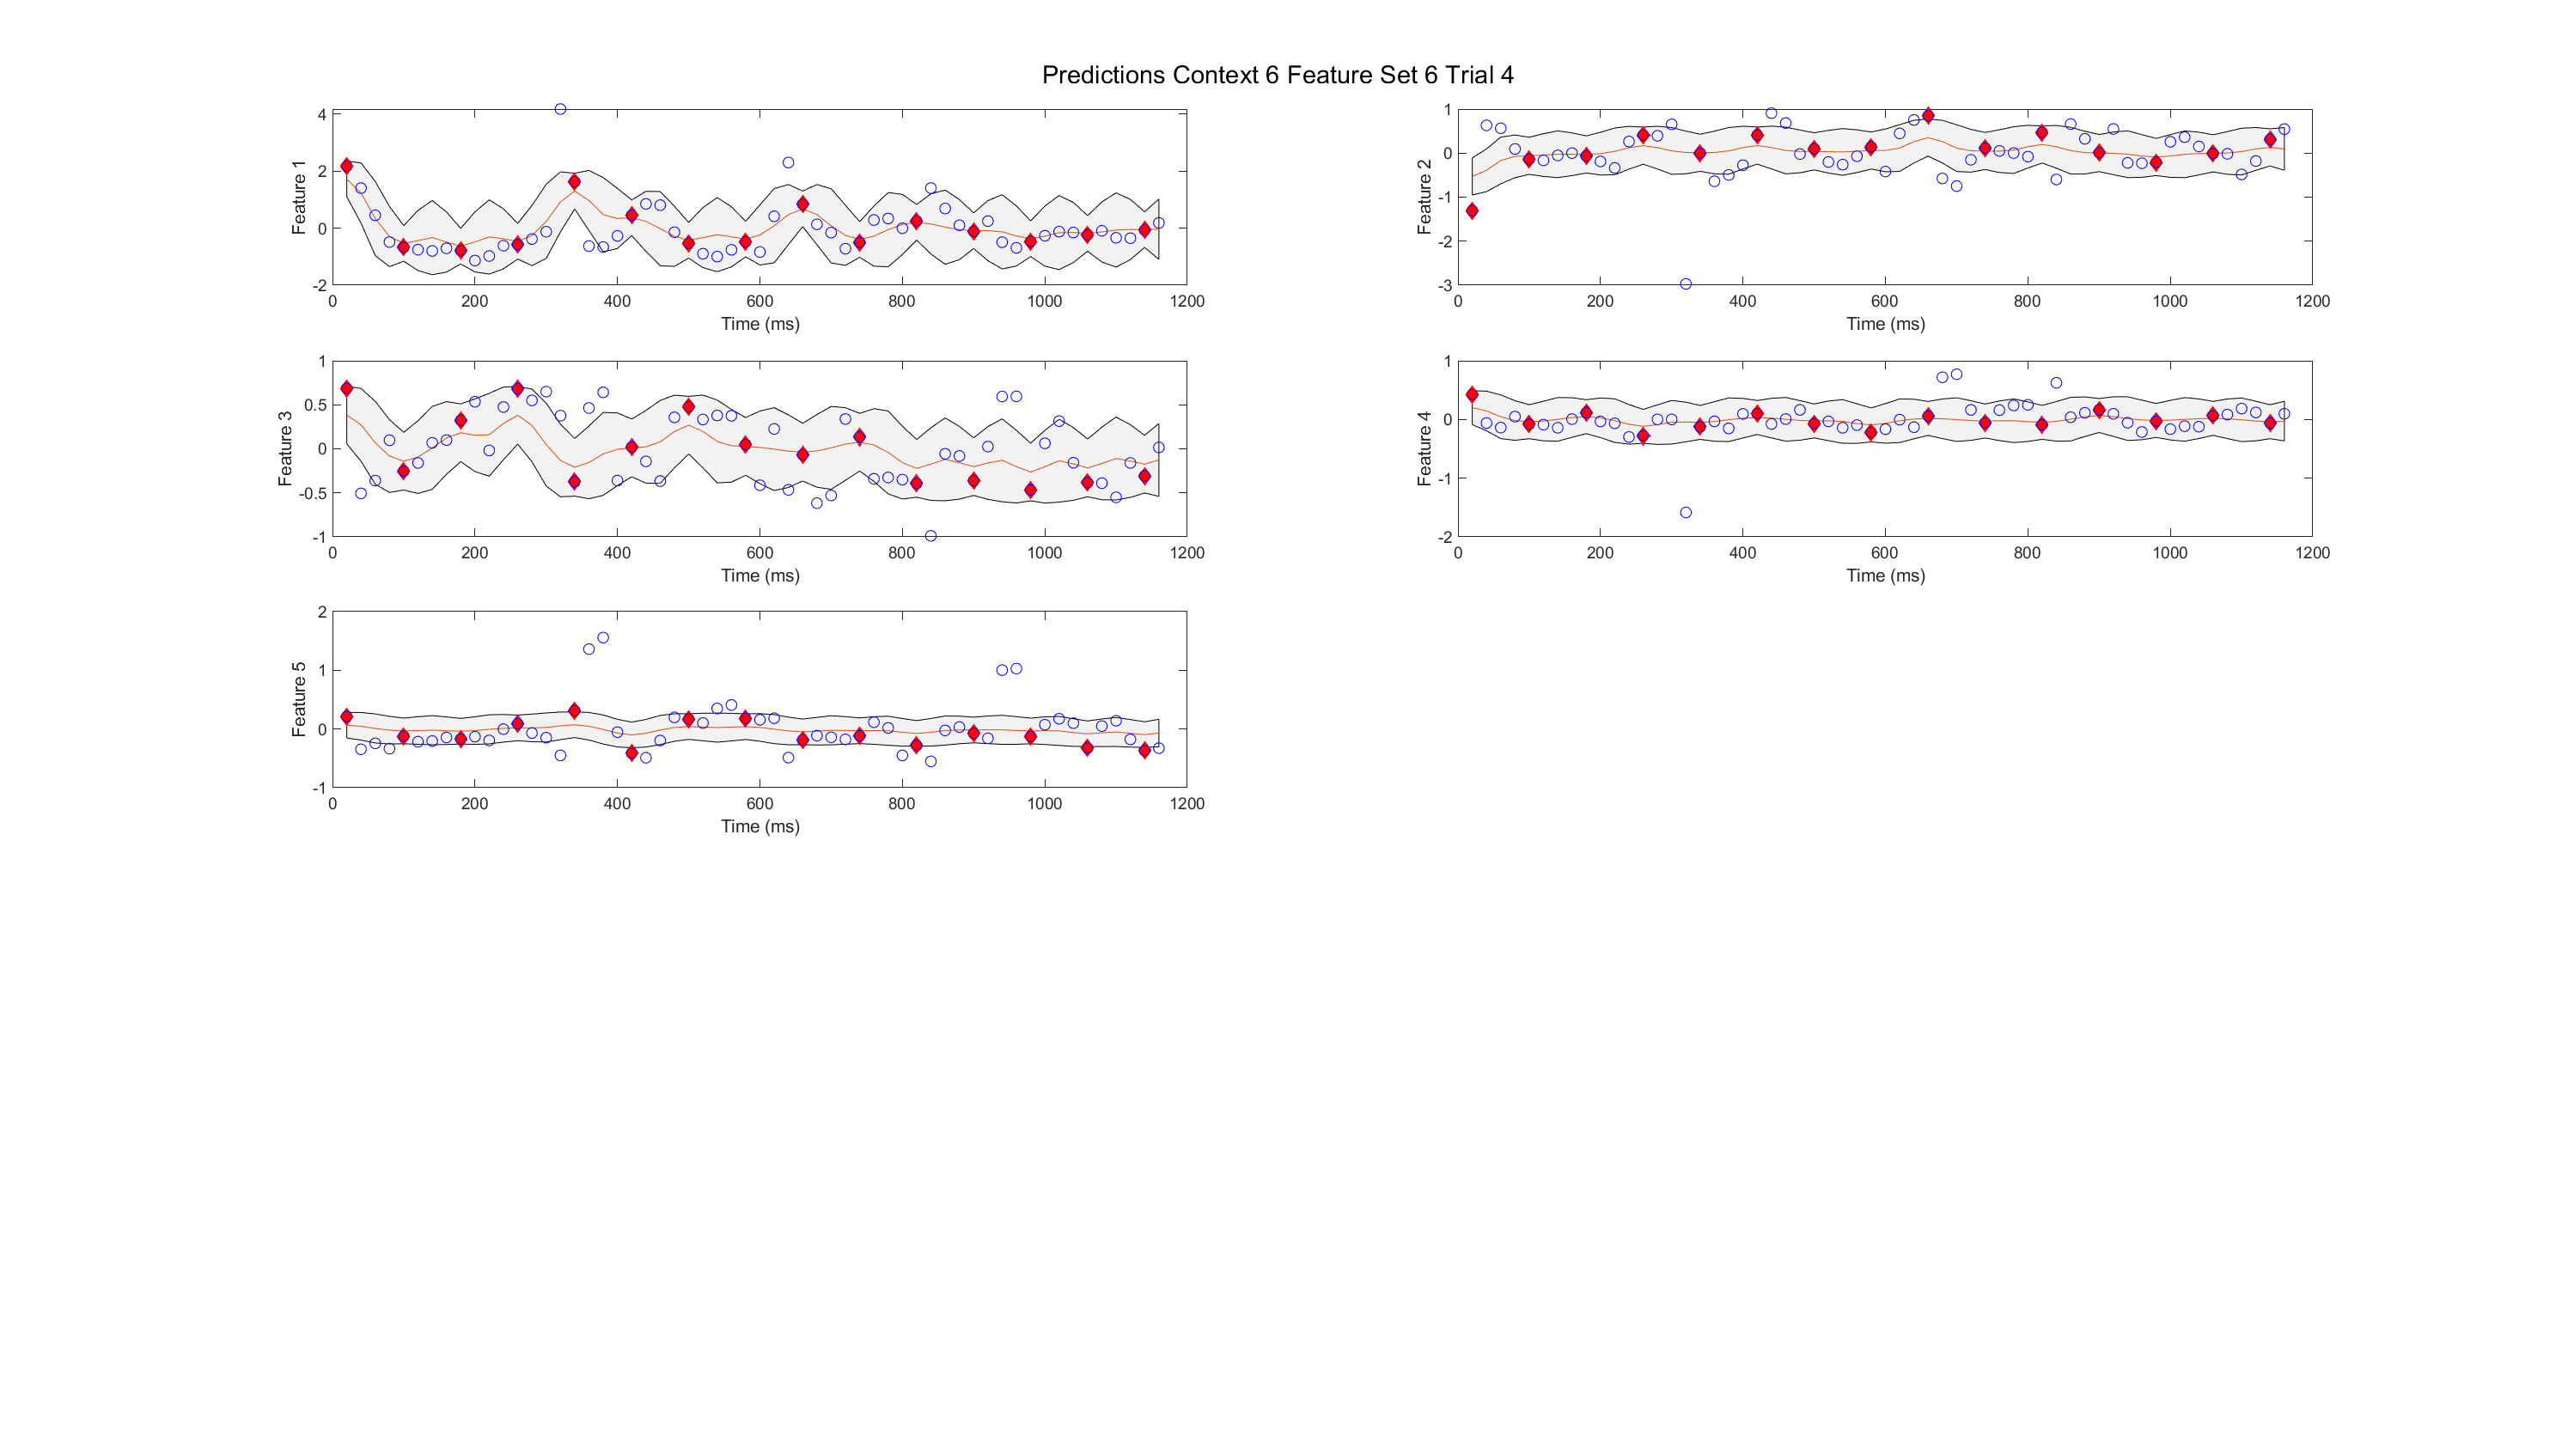 Predictions Context 6 Feature Set 6 Trial 4
4
2
0
-2
Feature 1
0 200 400 600 800 1000 1200
Time (ms)
1
0
-1
-2
-3
Feature 2
0 200 400 600 800 1000 1200
Time (ms)
1
0.5
0
-0.5
-1
Feature 3
0 200 400 600 800 1000 1200
Time (ms)
1
0
-1
-2
Feature 4
0 200 400 600 800 1000 1200
Time (ms)
2
1
0
-1
Feature 5
0 200 400 600 800 1000 1200
Time (ms)